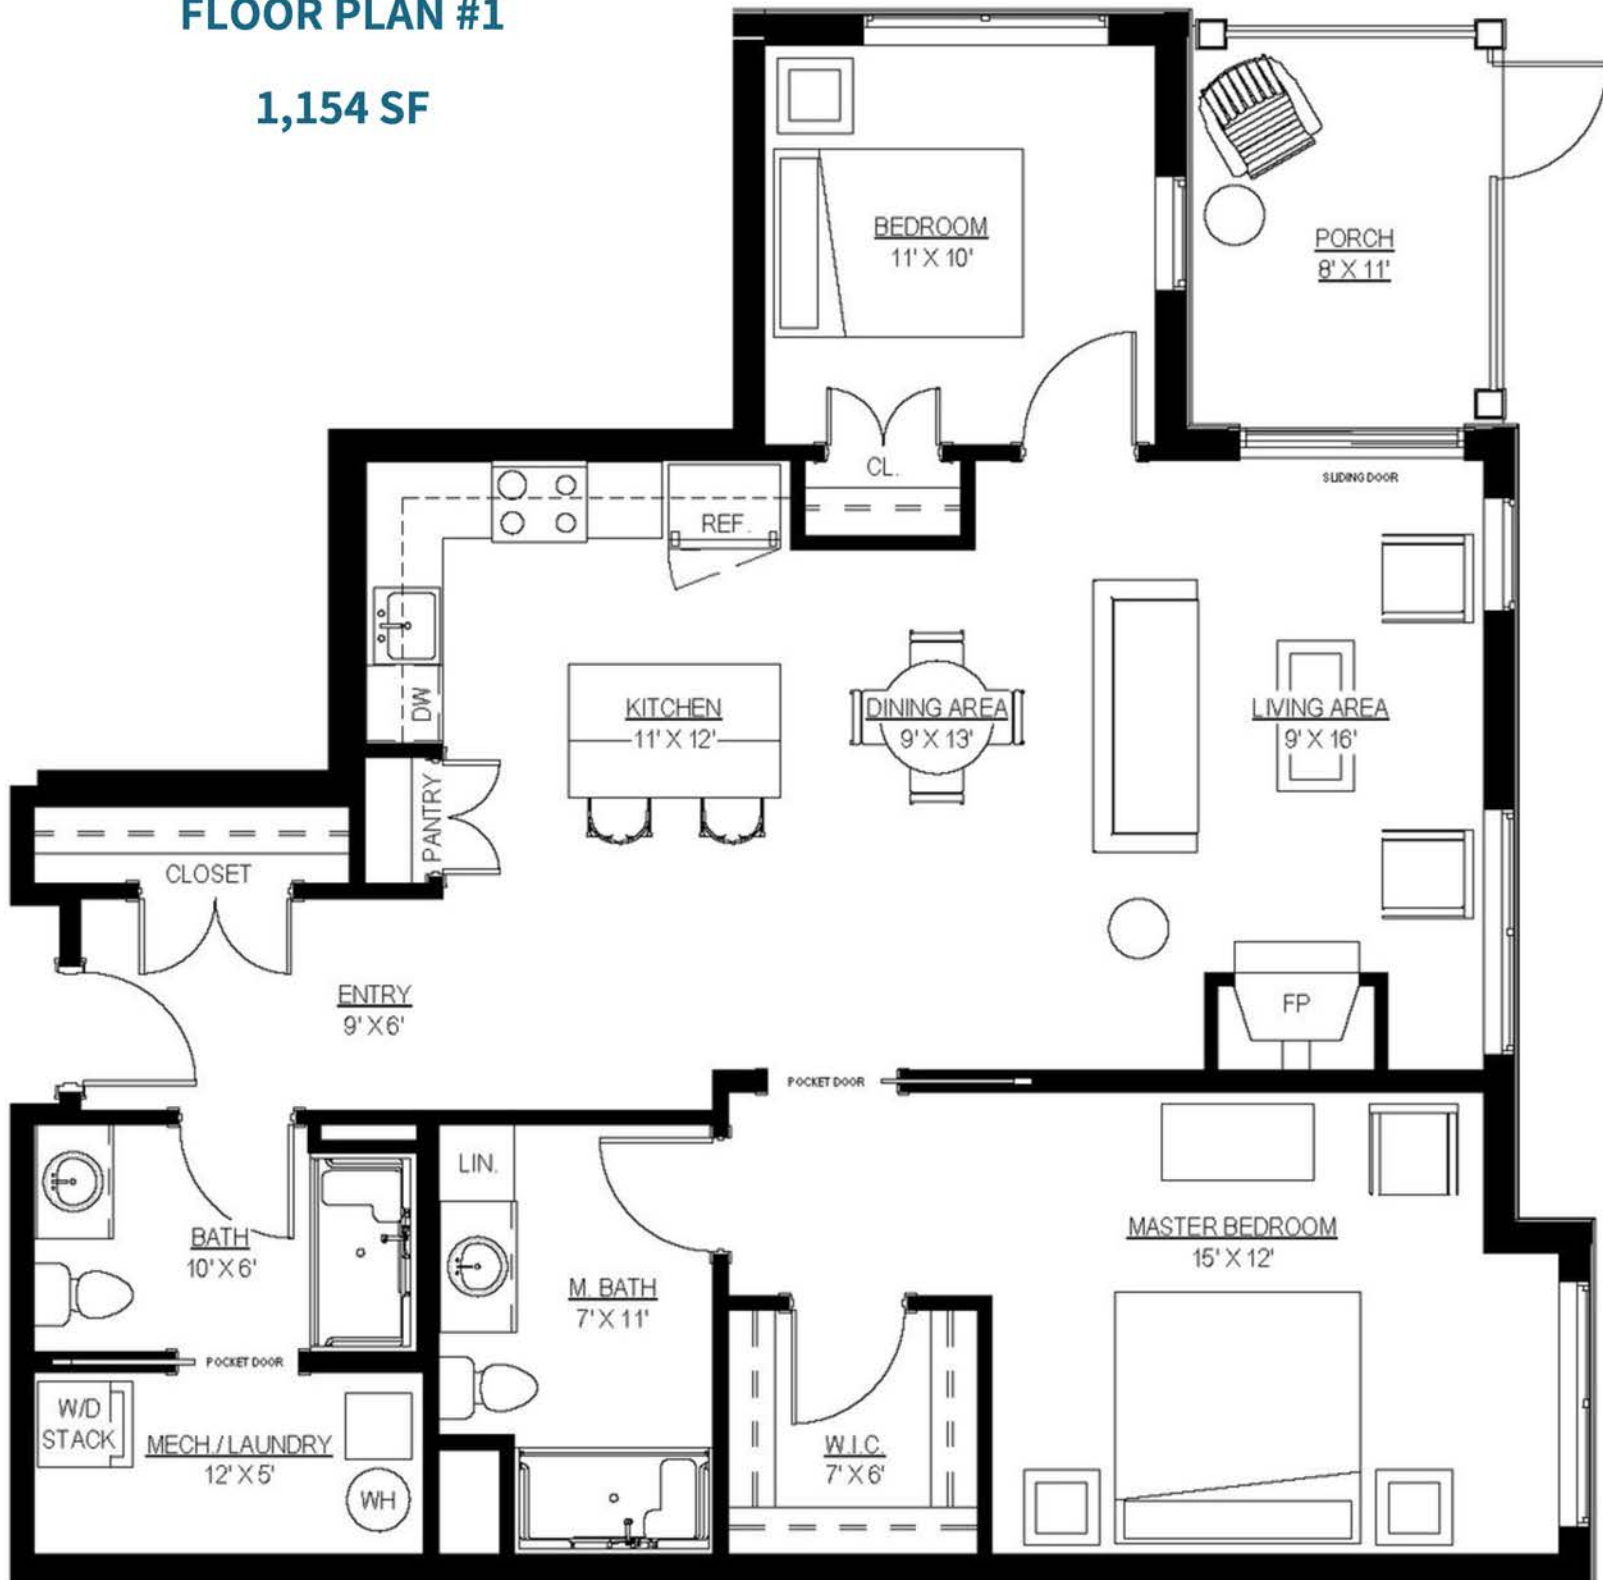 FLOOR PLAN #1
1,154 SF
BEDROOM
11' X 10'
PORCH
8' X 11'
CL.
SLIDING DOOR
REF.
DW
KITCHEN
11' X 12'
DINING AREA
9' X 13'
LIVING AREA
9' X 16'
PANTRY
CLOSET
ENTRY
9' X 6'
FP
POCKET DOOR
LIN.
BATH
10' X 6'
M. BATH
7' X 11'
MASTER BEDROOM
15' X 12'
POCKET DOOR
W/D
STACK
MECH./LAUNDRY
12' X 5'
WH
W.I.C.
7' X 6'